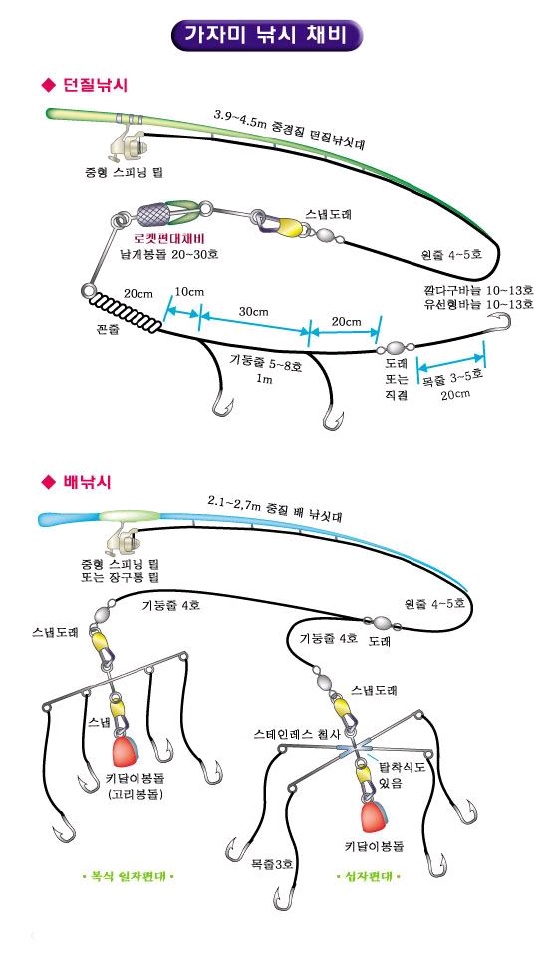 가자미 낚시 채비
◆ 던질낚시
3.9~4.5m 중경질 던질낚싯대
중형 스피닝 릴
스냅도래
로켓편대채비
날개봉돌 20~30호
원줄 4~5호
깔다구바늘 10~13호
유선형바늘 10~13호
20cm
10cm
30cm
20cm
꼰줄
기둥줄 5~8호
1m
도래
또는
직결
목줄 3~5호
20cm
◆ 배낚시
2.1~2.7m 중질 배 낚싯대
중형 스피닝 릴
또는 장구통 릴
기둥줄 4호
원줄 4~5호
스냅도래
기둥줄 4호
도래
스냅도래
스냅
스테인레스 철사
탈착식도
있음
키달이봉돌
(고리봉돌)
키달이봉돌
목줄3호
· 복식 일자편대 ·
· 십자편대 ·